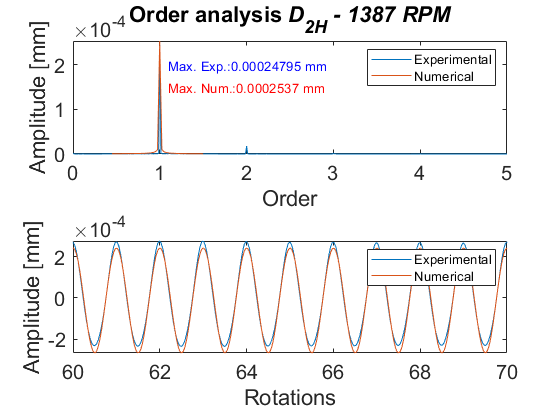 Order analysis D2H - 1387 RPM
×10-4
Amplitude [mm]
2
1
0
Max. Exp.:0.00024795 mm
Max. Num.:0.0002537 mm
Experimental
Numerical
0 1 2 3 4 5
Order
×10-4
Amplitude [mm]
2
0
-2
Experimental
Numerical
60 62 64 66 68 70
Rotations